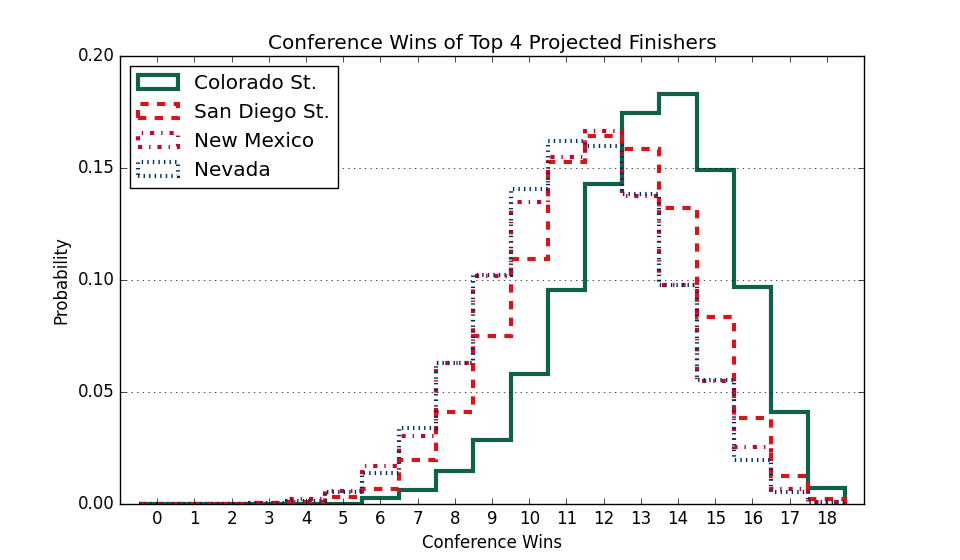 Conference Wins of Top 4 Projected Finishers
0.20
0.15
0.10
0.05
0.00
Probability
Colorado St.
San Diego St.
New Mexico
Nevada
0 1 2 3 4 5 6 7 8 9 10 11 12 13 14 15 16 17 18
Conference Wins